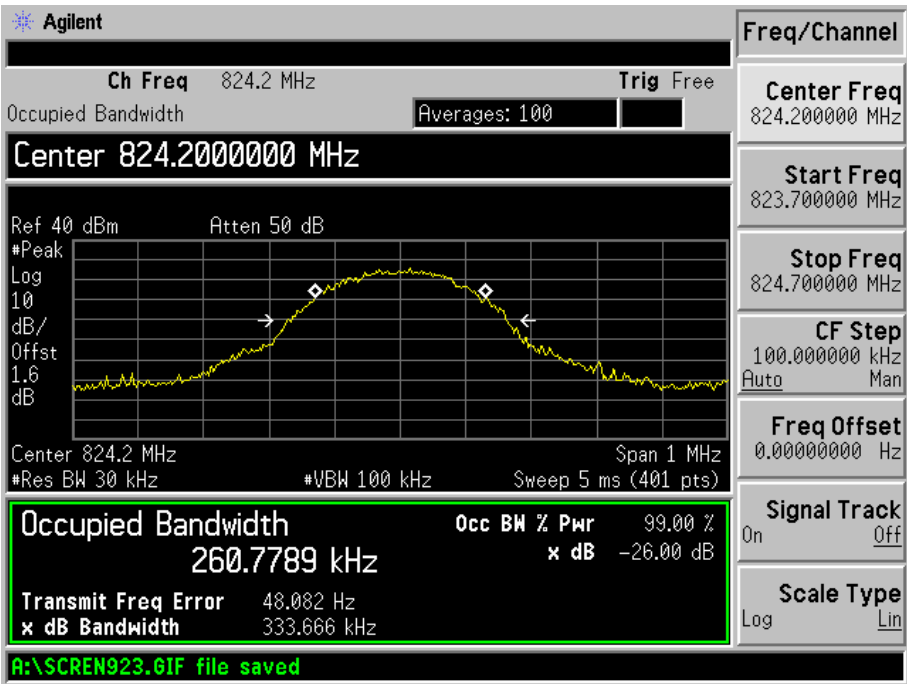 Agilent
Freq/Channel
Ch Freq 824.2 MHz Trig Free
Occupied Bandwidth Averages: 100
Center 824.2000000 MHz
Center Freq
824.200000 MHz
Start Freq
823.700000 MHz
Stop Freq
824.700000 MHz
CF Step
100.000000 kHz
Auto Man
Freq Offset
0.00000000 Hz
Signal Track
On Off
Scale Type
Log Lin
Ref 40 dBm Atten 50 dB
#Peak
Log
10
dB/
Offst
1.6
dB
Center 824.2 MHz Span 1 MHz
#Res BW 30 kHz #VBW 100 kHz Sweep 5 ms (401 pts)
Occupied Bandwidth Occ BW % Pwr 99.00 %
260.7789 kHz x dB -26.00 dB
Transmit Freq Error 48.082 Hz
x dB Bandwidth 333.666 kHz
A:\SCREN923.GIF file saved